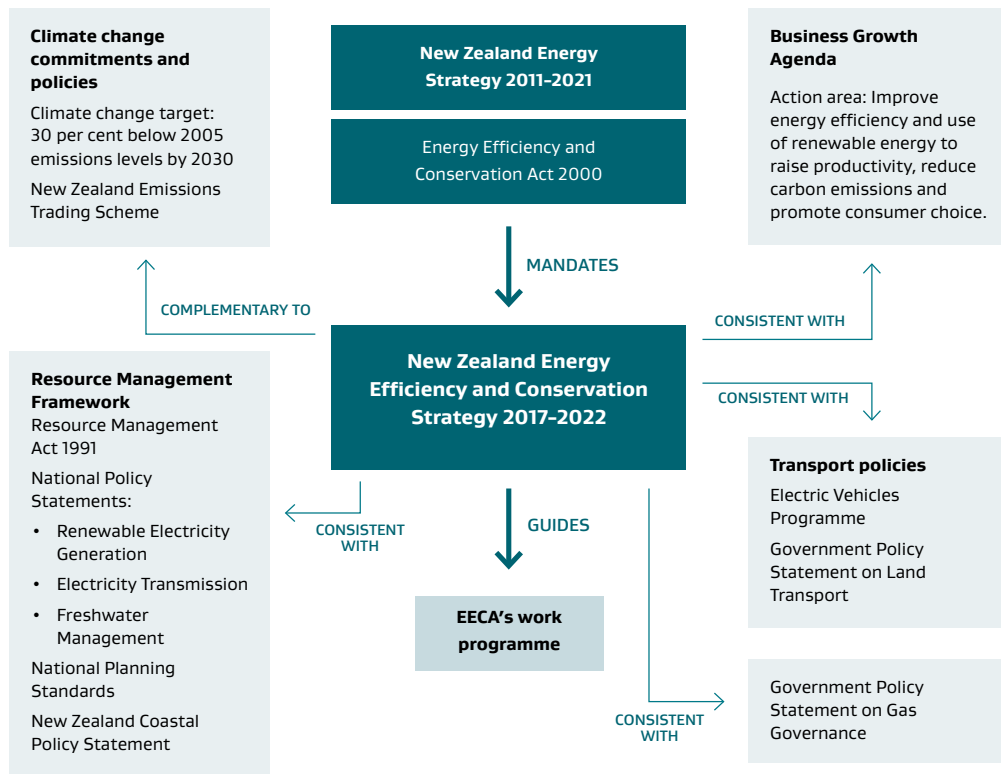 Climate change
commitments and
policies
Climate change target:
30 per cent below 2005
emissions levels by 2030
New Zealand Emissions
Trading Scheme
New Zealand Energy
Strategy 2011–2021
Energy Efficiency and
Conservation Act 2000
Business Growth
Agenda
Action area: Improve
energy efficiency and use
of renewable energy to
raise productivity, reduce
carbon emissions and
promote consumer choice.
MANDATES
COMPLEMENTARY TO
CONSISTENT WITH
New Zealand Energy
Efficiency and Conservation
Strategy 2017–2022
CONSISTENT WITH
Resource Management
Framework
Resource Management
Act 1991
National Policy
Statements:
• Renewable Electricity
Generation
• Electricity Transmission
• Freshwater
Management
National Planning
Standards
New Zealand Coastal
Policy Statement
CONSISTENT
WITH
GUIDES
EECA's work
programme
Transport policies
Electric Vehicles
Programme
Government Policy
Statement on Land
Transport
CONSISTENT
WITH
Government Policy
Statement on Gas
Governance